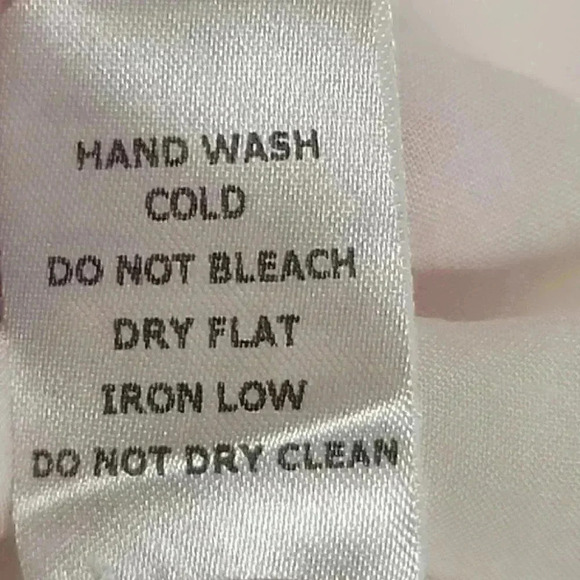 HAND WASH
COLD
DO NOT BLEACH
DRY FLAT
IRON LOW
DO NOT DRY CLEAN